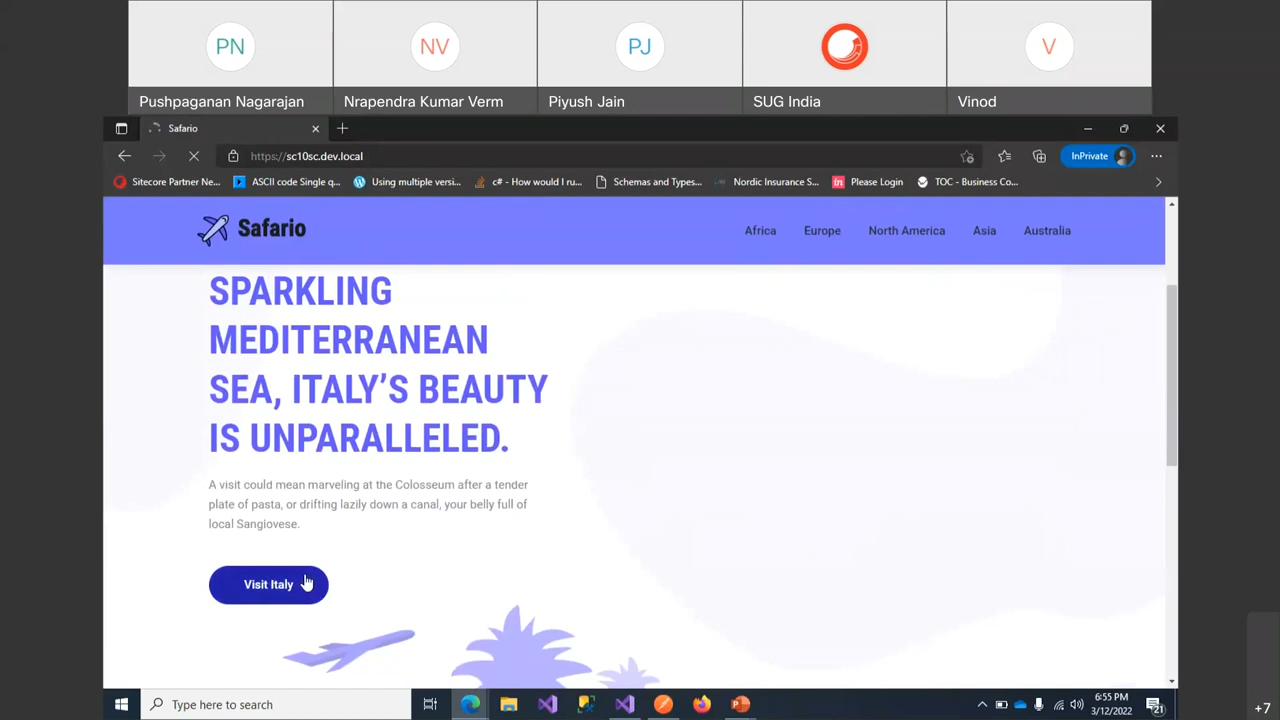 PN
NV
PJ
V
Pushpaganan Nagarajan
Nrapendra Kumar Verm
Piyush Jain
SUG India
Vinod
Safario
https://sc10sc.dev.local
InPrivate
Sitecore Partner Ne...
ASCII code Single q...
Using multiple versi...
c# - How would I ru...
Schemas and Types...
Nordic Insurance S...
in
Please Login
TOC - Business Co...
Safario
Africa
Europe
North America
Asia
Australia
SPARKLING
MEDITERRANEAN
SEA, ITALY’S BEAUTY
IS UNPARALLELED.
A visit could mean marveling at the Colosseum after a tender
plate of pasta, or drifting lazily down a canal, your belly full of
local Sangiovese.
Visit Italy
Type here to search
6:55 PM
3/12/2022
21
+7